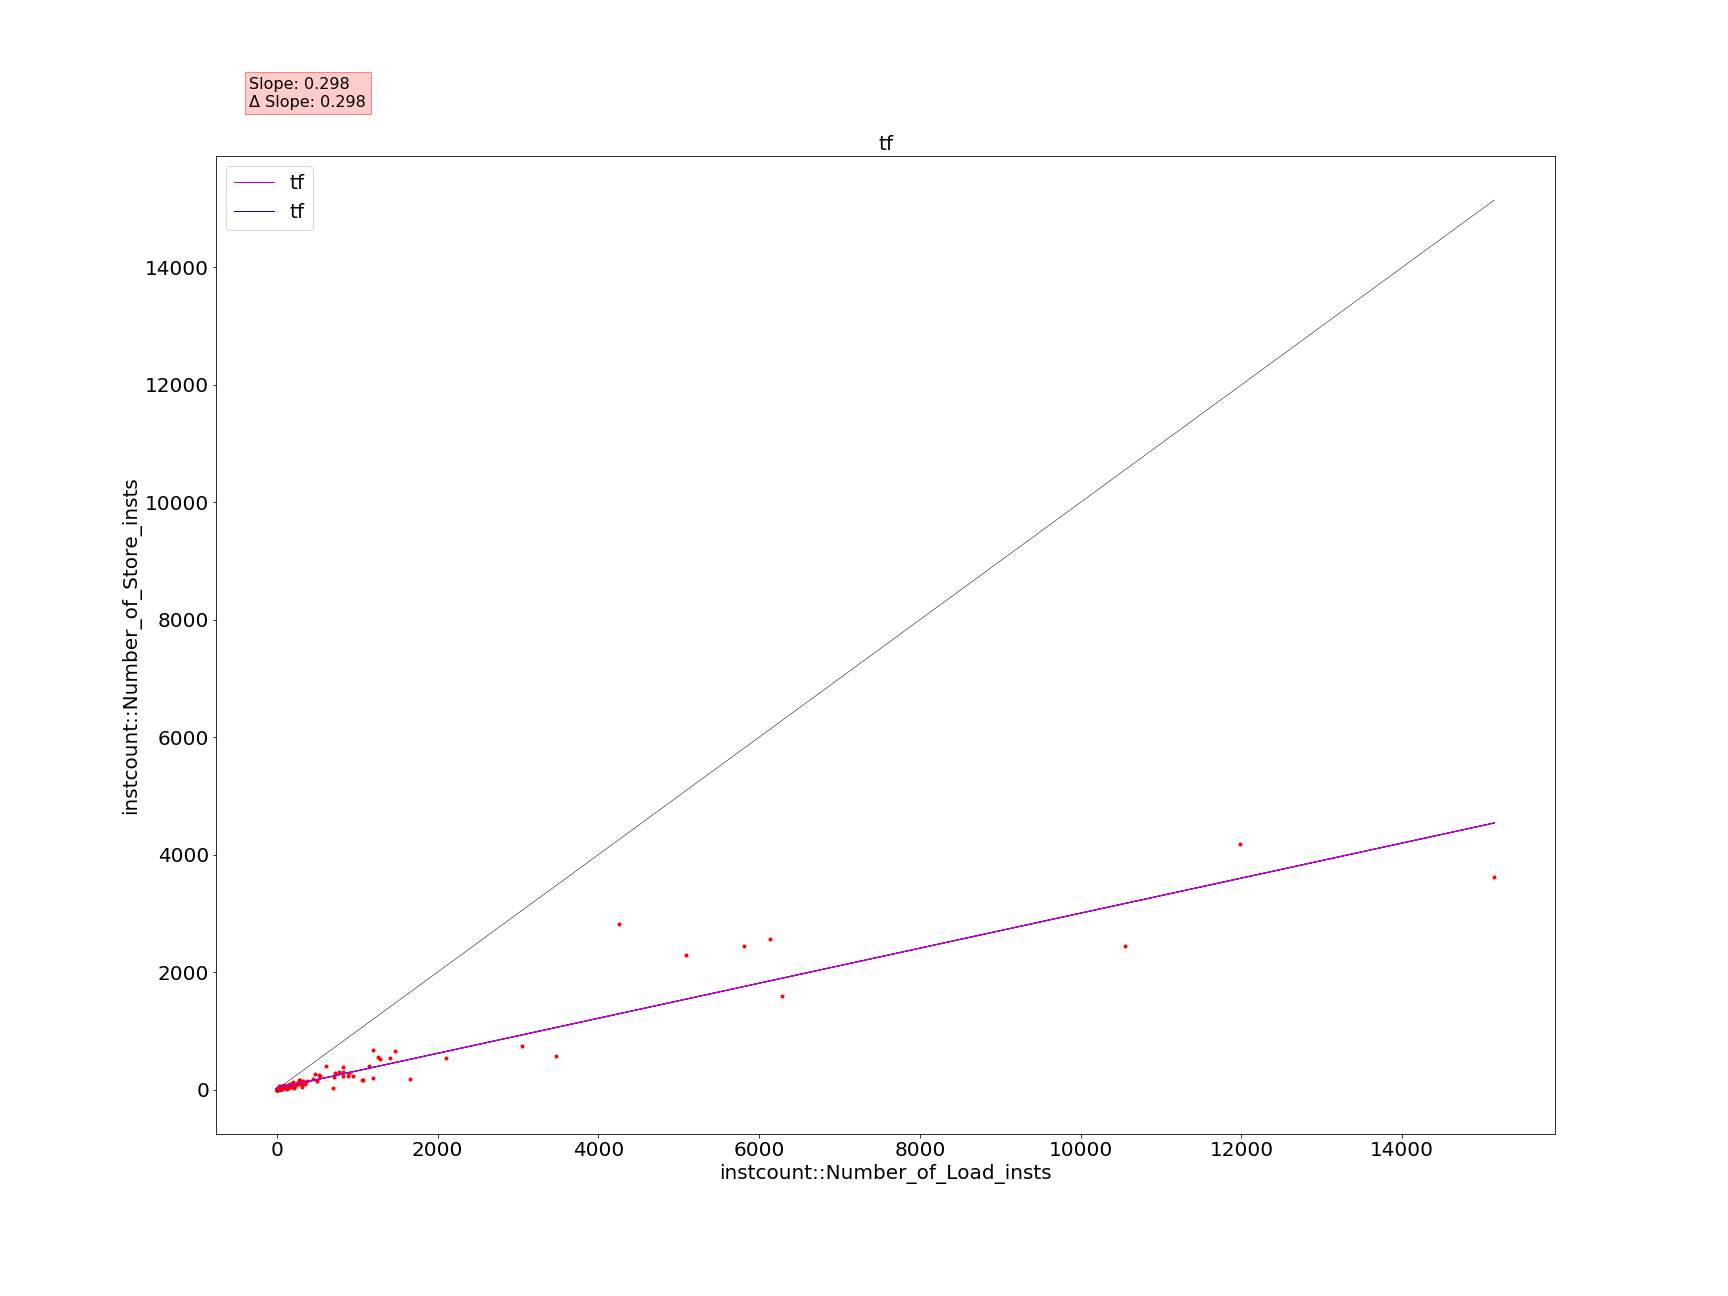 Slope: 0.298
Δ Slope: 0.298
tf
tf
tf
14000
12000
10000
8000
6000
4000
2000
0
instcount::Number_of_Store_insts
0 2000 4000 6000 8000 10000 12000 14000
instcount::Number_of_Load_insts